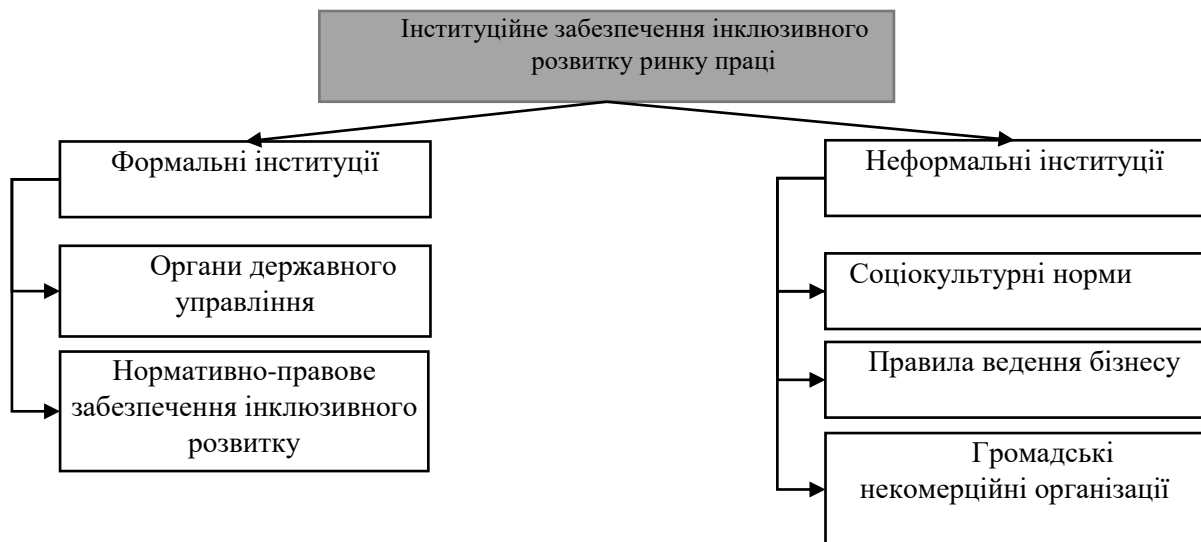 Інституційне забезпечення інклюзивного
розвитку ринку праці
Формальні інституції
Органи державного
управління
Нормативно-правове
забезпечення інклюзивного
розвитку
Неформальні інституції
Соціокультурні норми
Правила ведення бізнесу
Громадські
некомерційні організації